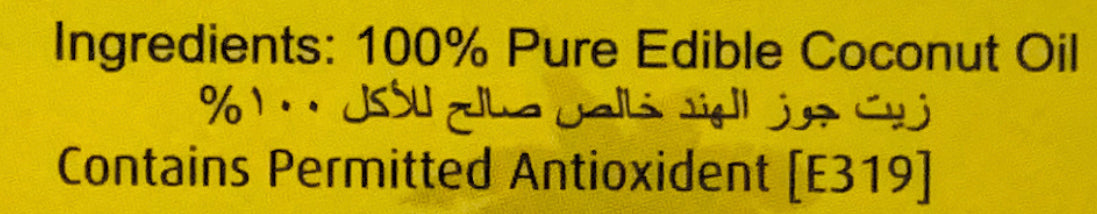 Ingredients: 100% Pure Edible Coconut Oil
زيت جوز الهند خالص صالح للأكل ١٠٠%
Contains Permitted Antioxident [E319]